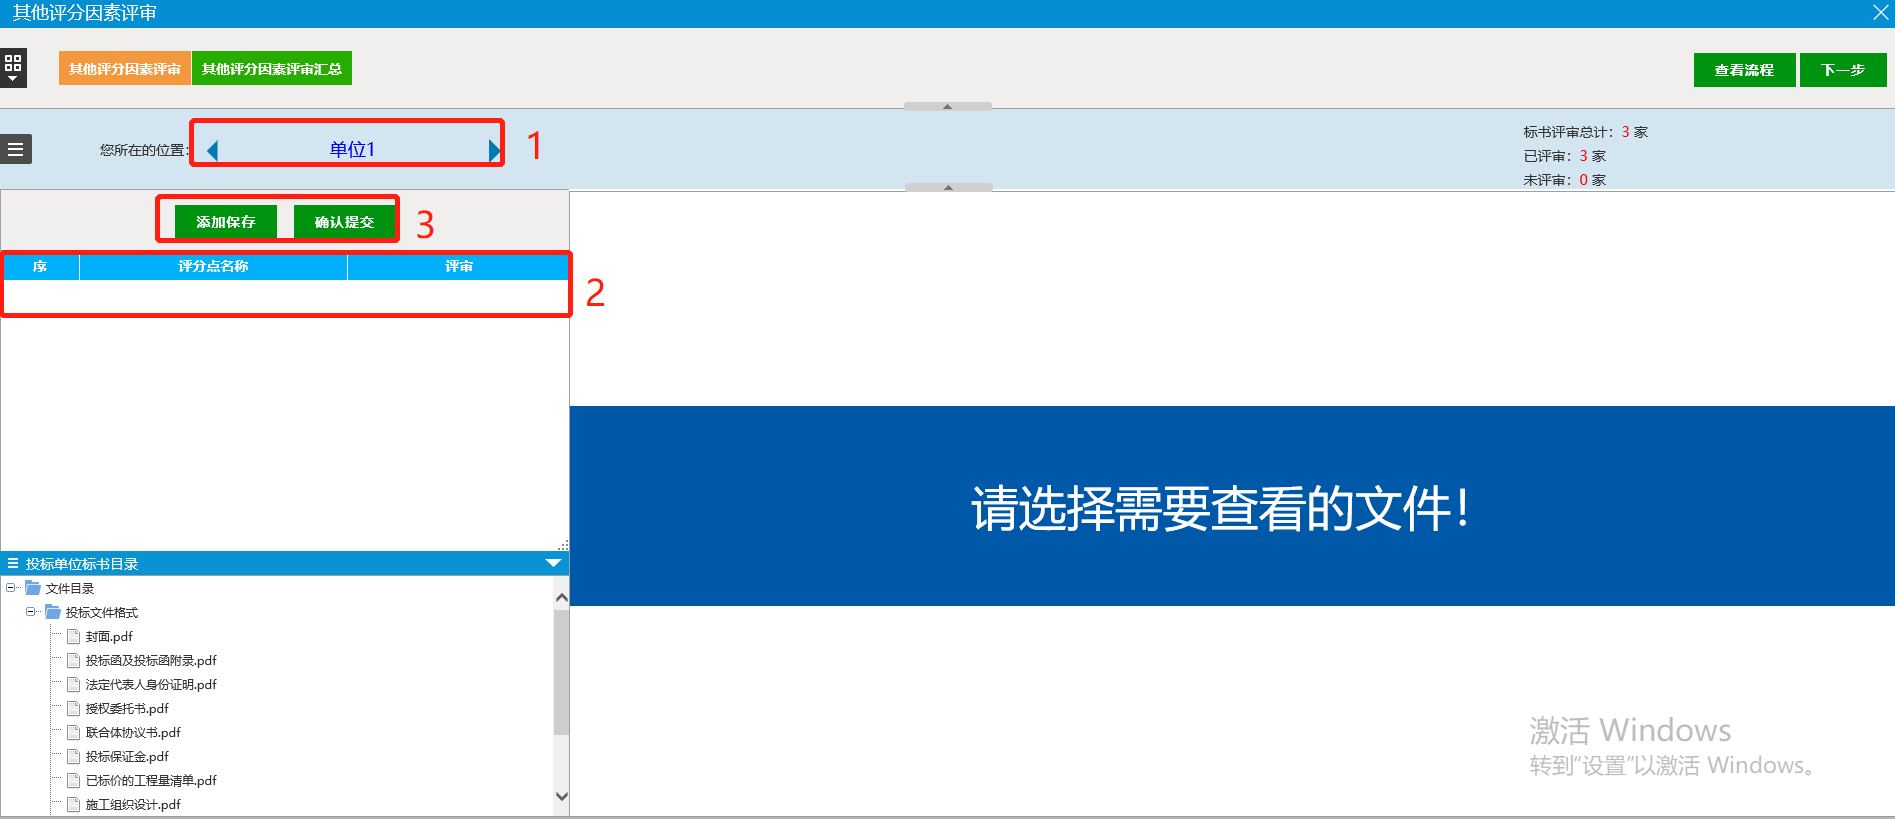 其他评分因素评审
其他评分因素评审 其他评分因素评审汇总
查看流程 下一步
您所在的位置: 单位1 1
标书评审总计：3 家
已评审：3 家
未评审：0 家
添加保存 确认提交 3
序 评分点名称 评审
2
请选择需要查看的文件!
投标单位标书目录
文件目录
投标文件格式
封面.pdf
投标函及投标函附录.pdf
法定代表人身份证明.pdf
授权委托书.pdf
联合体协议书.pdf
投标保证金.pdf
已标价的工程量清单.pdf
施工组织设计.pdf
激活 Windows
转到"设置"以激活 Windows。